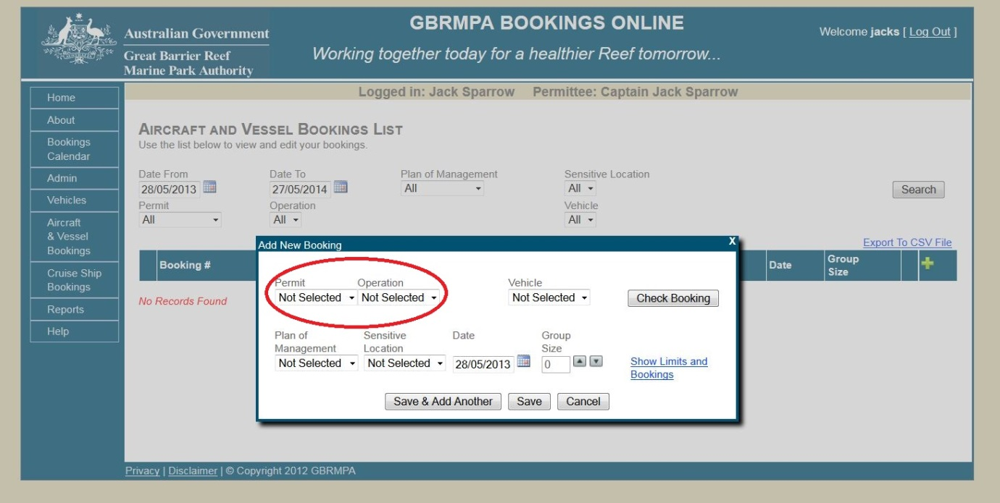 Australian Government
Great Barrier Reef
Marine Park Authority
GBRMPA BOOKINGS ONLINE
Working together today for a healthier Reef tomorrow...
Welcome jacks [ Log Out ]
Logged in: Jack Sparrow Permittee: Captain Jack Sparrow
Home
About
Bookings
Calendar
Admin
Vehicles
Aircraft
& Vessel
Bookings
Cruise Ship
Bookings
Reports
Help
AIRCRAFT AND VESSEL BOOKINGS LIST
Use the list below to view and edit your bookings.
Date From Date To Plan of Management Sensitive Location
28/05/2013 27/05/2014 All All Search
Permit Operation Vehicle
All All All
Export To CSV File
Booking # Date Group
Size
No Records Found
Add New Booking X
Permit Operation Vehicle
Not Selected Not Selected Not Selected Check Booking
Plan of Sensitive Date Group
Management Location Size
Not Selected Not Selected 28/05/2013 0 Show Limits and
Bookings
Save & Add Another Save Cancel
Privacy | Disclaimer | © Copyright 2012 GBRMPA